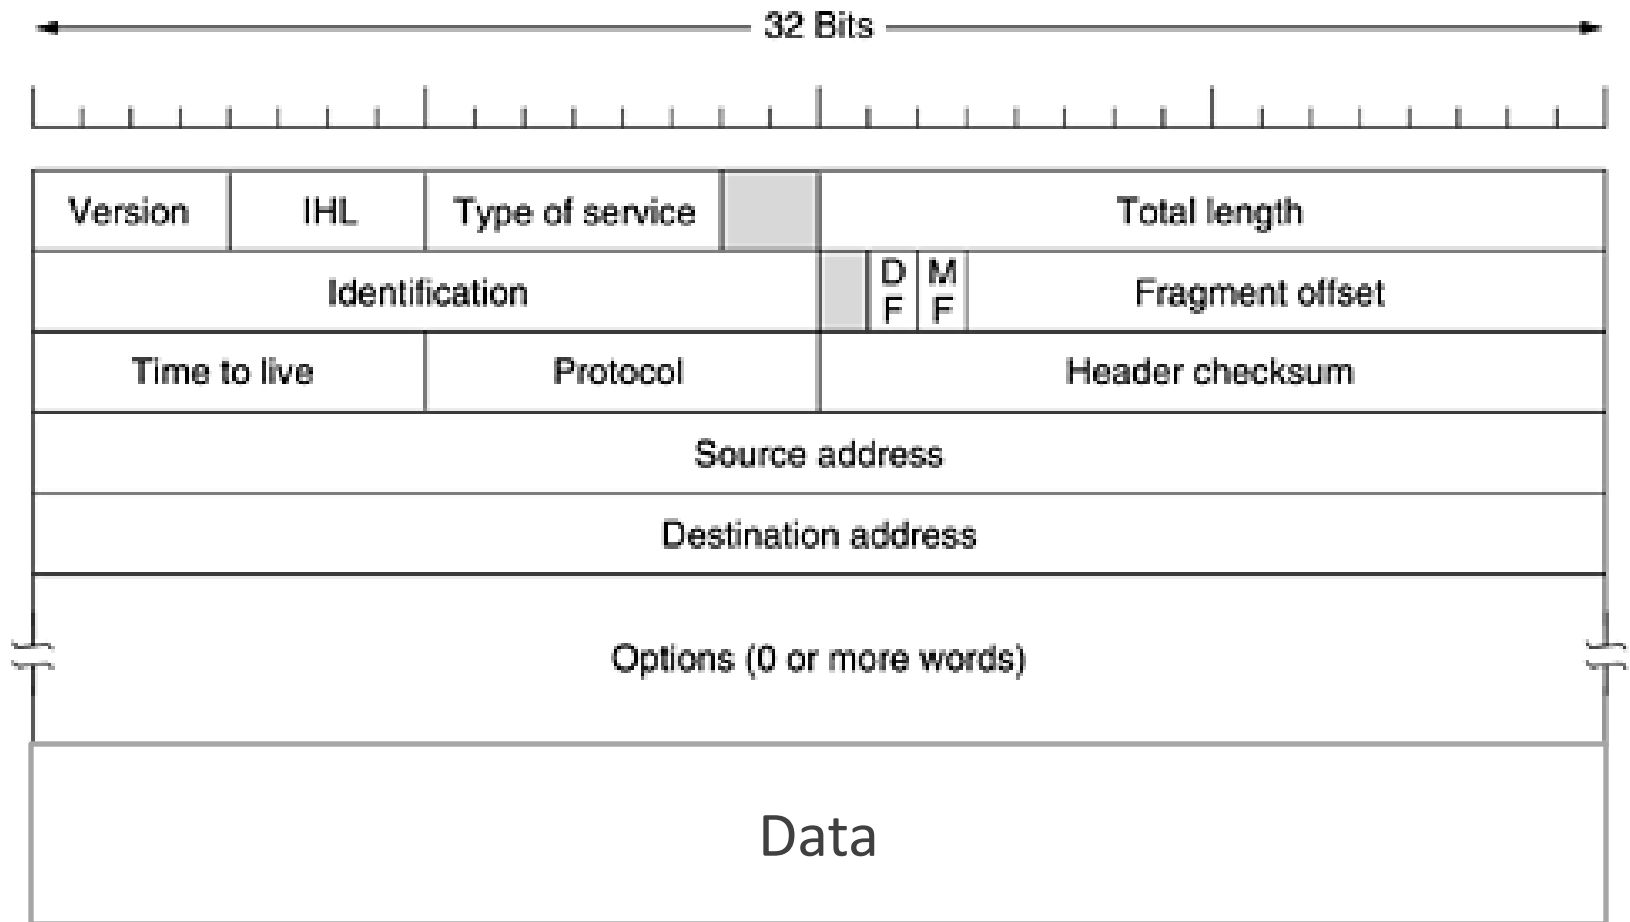 32 Bits
Version IHL Type of service Total length
Identification D F M F Fragment offset
Time to live Protocol Header checksum
Source address
Destination address
Options (0 or more words)
Data